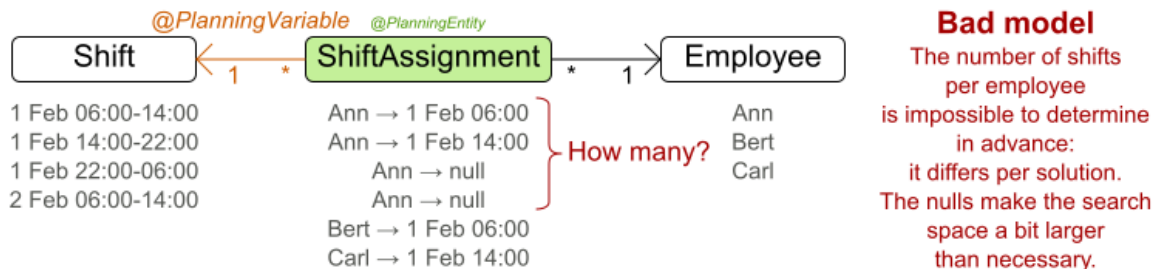 @PlanningVariable @PlanningEntity
Shift
1 *
ShiftAssignment
* 1
Employee
1 Feb 06:00-14:00
1 Feb 14:00-22:00
1 Feb 22:00-06:00
2 Feb 06:00-14:00
Ann → 1 Feb 06:00
Ann → 1 Feb 14:00
Ann → null
Ann → null
Bert → 1 Feb 06:00
Carl → 1 Feb 14:00
How many?
Ann
Bert
Carl
Bad model
The number of shifts
per employee
is impossible to determine
in advance:
it differs per solution.
The nulls make the search
space a bit larger
than necessary.